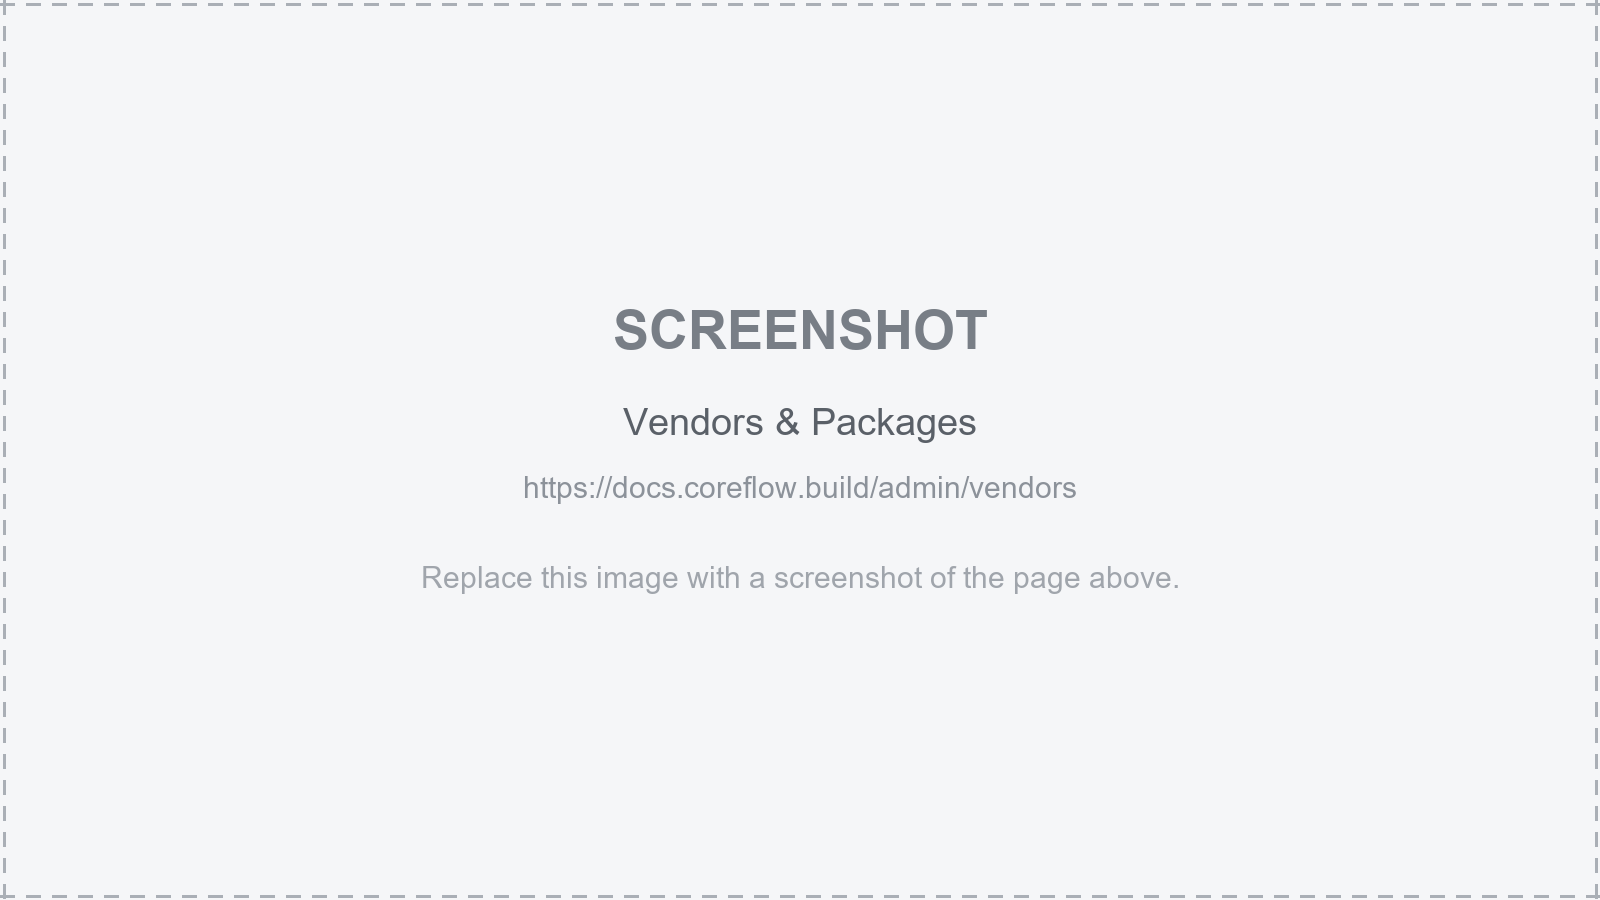 SCREENSHOT
Vendors & Packages
https://docs.coreflow.build/admin/vendors
Replace this image with a screenshot of the page above.